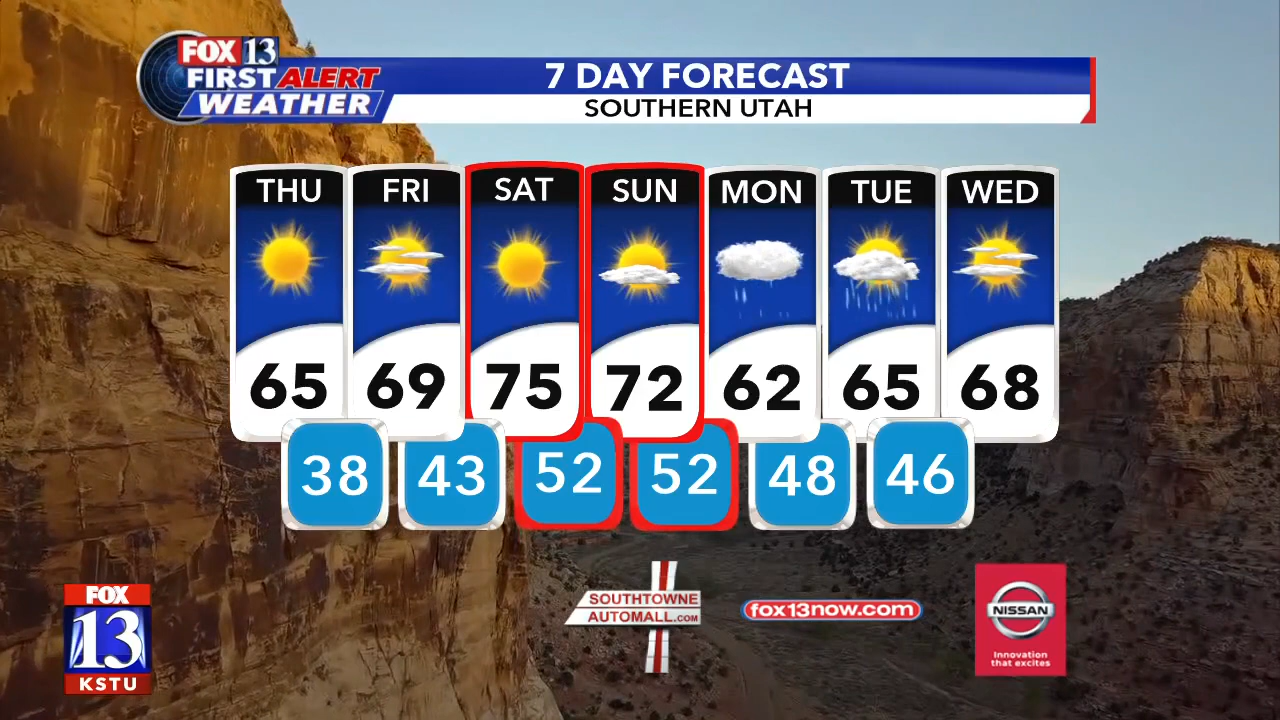 FOX 13
FIRST ALERT
WEATHER
7 DAY FORECAST
SOUTHERN UTAH
THU FRI SAT SUN MON TUE WED
65 69 75 72 62 65 68
38 43 52 52 48 46
FOX
13
KSTU
SOUTHTOWNE
AUTOMALL.COM
fox13now.com
NISSAN
Innovation
that excites